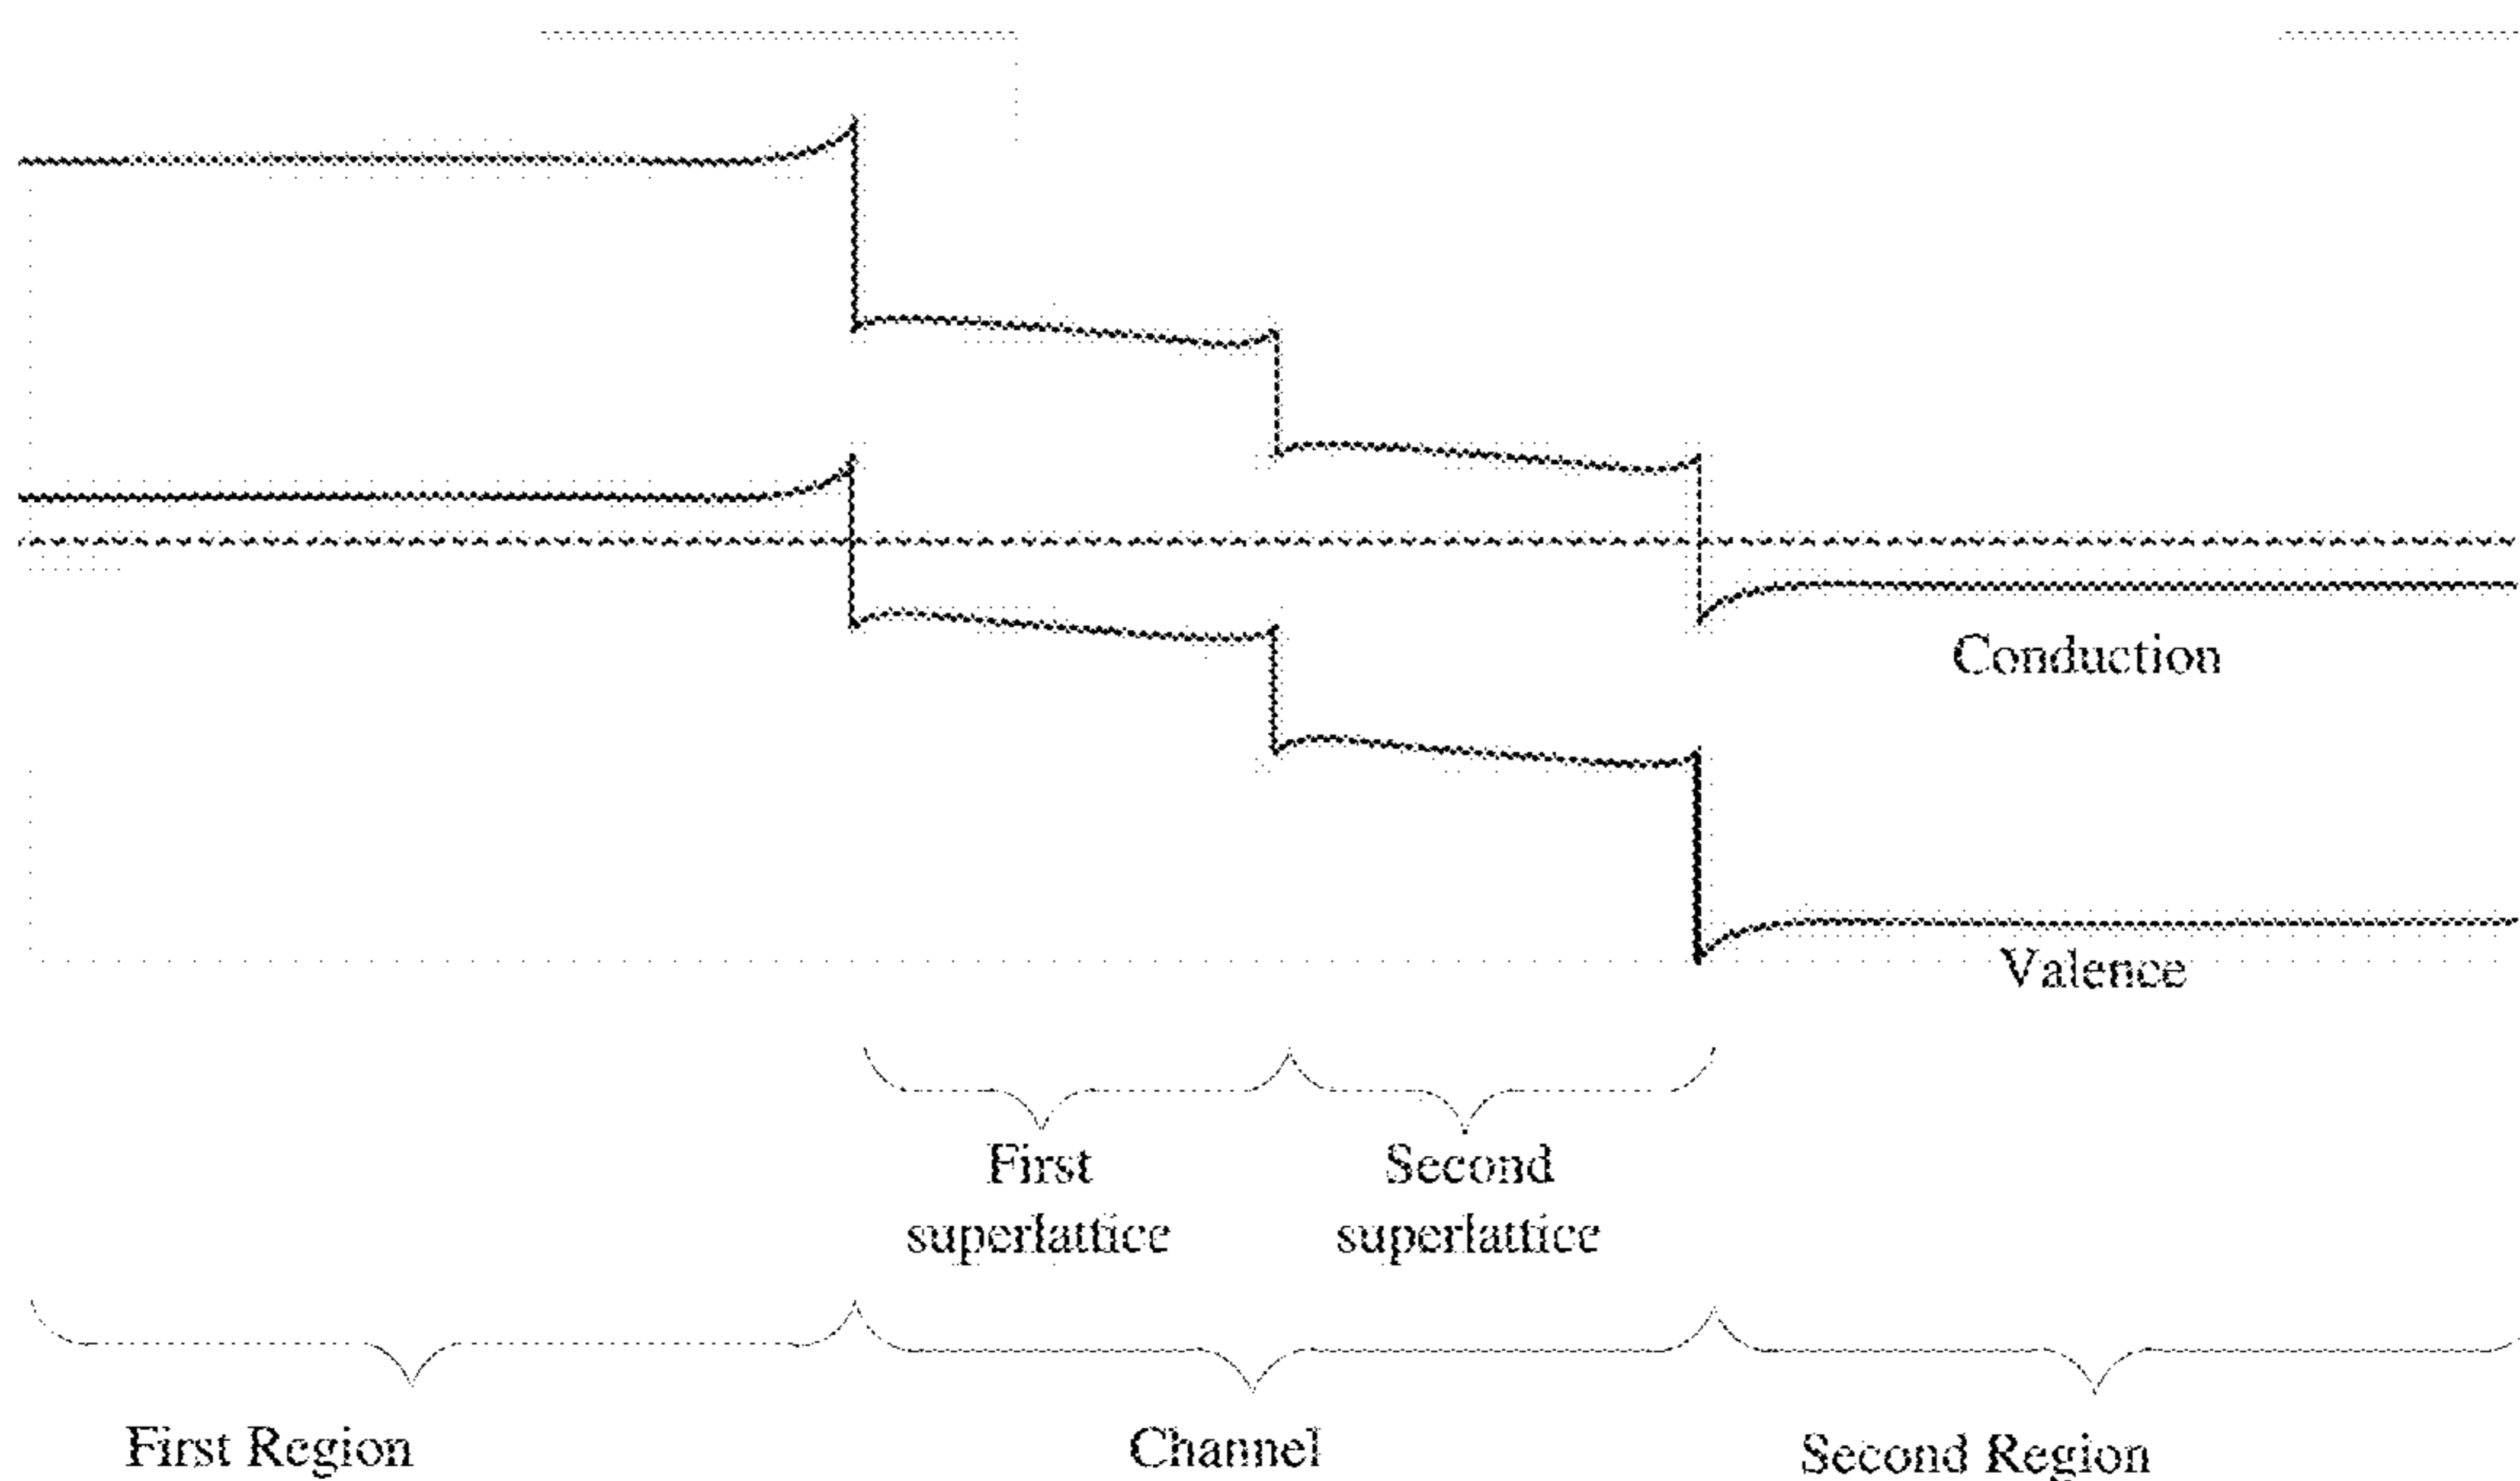 Conduction
Valence
First
superlattice
Second
superlattice
First Region
Channel
Second Region